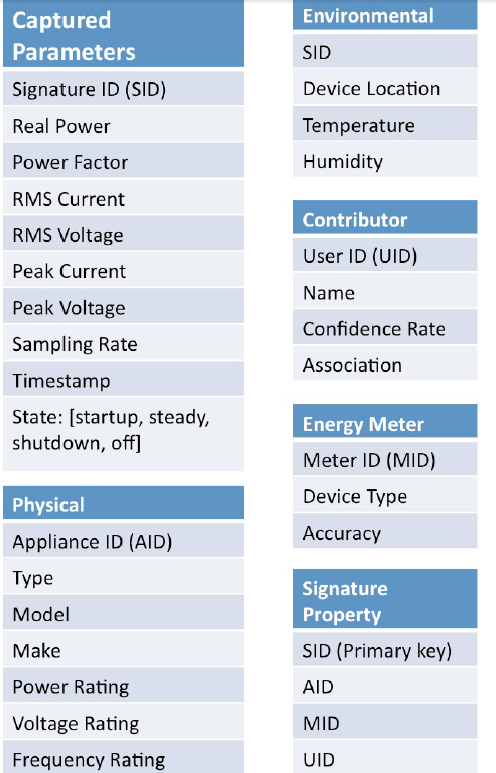 Captured
Parameters
Signature ID (SID)
Real Power
Power Factor
RMS Current
RMS Voltage
Peak Current
Peak Voltage
Sampling Rate
Timestamp
State: [startup, steady,
shutdown, off]
Physical
Appliance ID (AID)
Type
Model
Make
Power Rating
Voltage Rating
Frequency Rating
Environmental
SID
Device Location
Temperature
Humidity
Contributor
User ID (UID)
Name
Confidence Rate
Association
Energy Meter
Meter ID (MID)
Device Type
Accuracy
Signature
Property
SID (Primary key)
AID
MID
UID